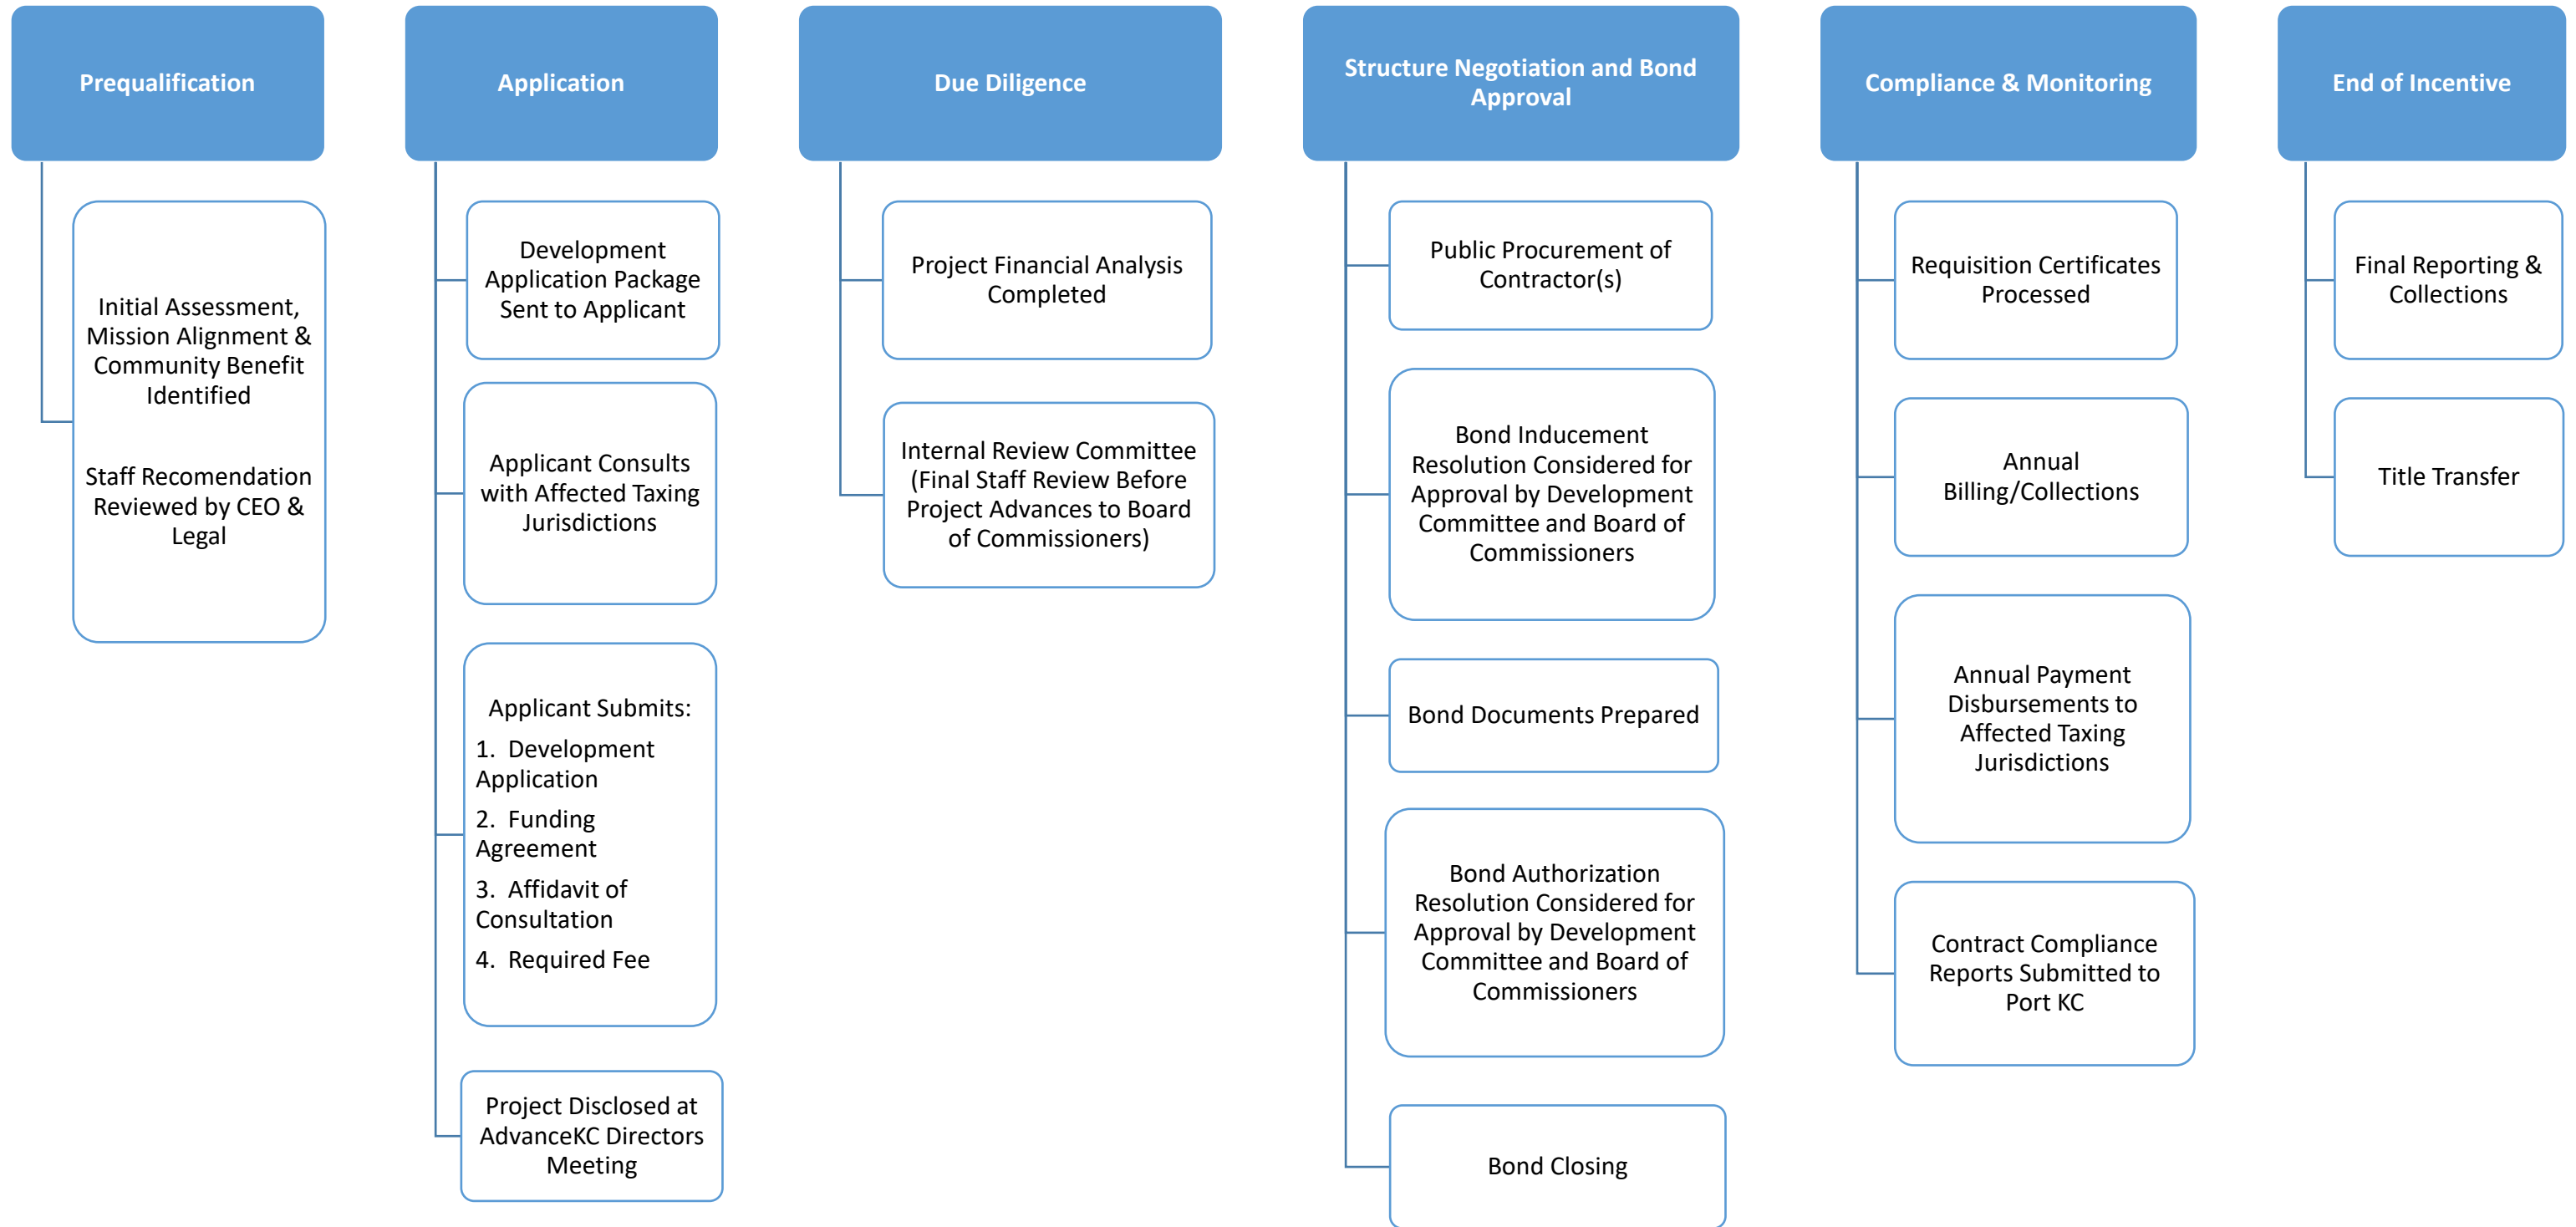 Prequalification
Initial Assessment,
Mission Alignment &
Community Benefit
Identified
Staff Recomendation
Reviewed by CEO &
Legal
Application
Development
Application Package
Sent to Applicant
Applicant Consults
with Affected Taxing
Jurisdictions
Applicant Submits:
1. Development
Application
2. Funding
Agreement
3. Affidavit of
Consultation
4. Required Fee
Project Disclosed at
AdvanceKC Directors
Meeting
Due Diligence
Project Financial Analysis
Completed
Internal Review Committee
(Final Staff Review Before
Project Advances to Board
of Commissioners)
Structure Negotiation and Bond
Approval
Public Procurement of
Contractor(s)
Bond Inducement
Resolution Considered for
Approval by Development
Committee and Board of
Commissioners
Bond Documents Prepared
Bond Authorization
Resolution Considered for
Approval by Development
Committee and Board of
Commissioners
Bond Closing
Compliance & Monitoring
Requisition Certificates
Processed
Annual
Billing/Collections
Annual Payment
Disbursements to
Affected Taxing
Jurisdictions
Contract Compliance
Reports Submitted to
Port KC
End of Incentive
Final Reporting &
Collections
Title Transfer